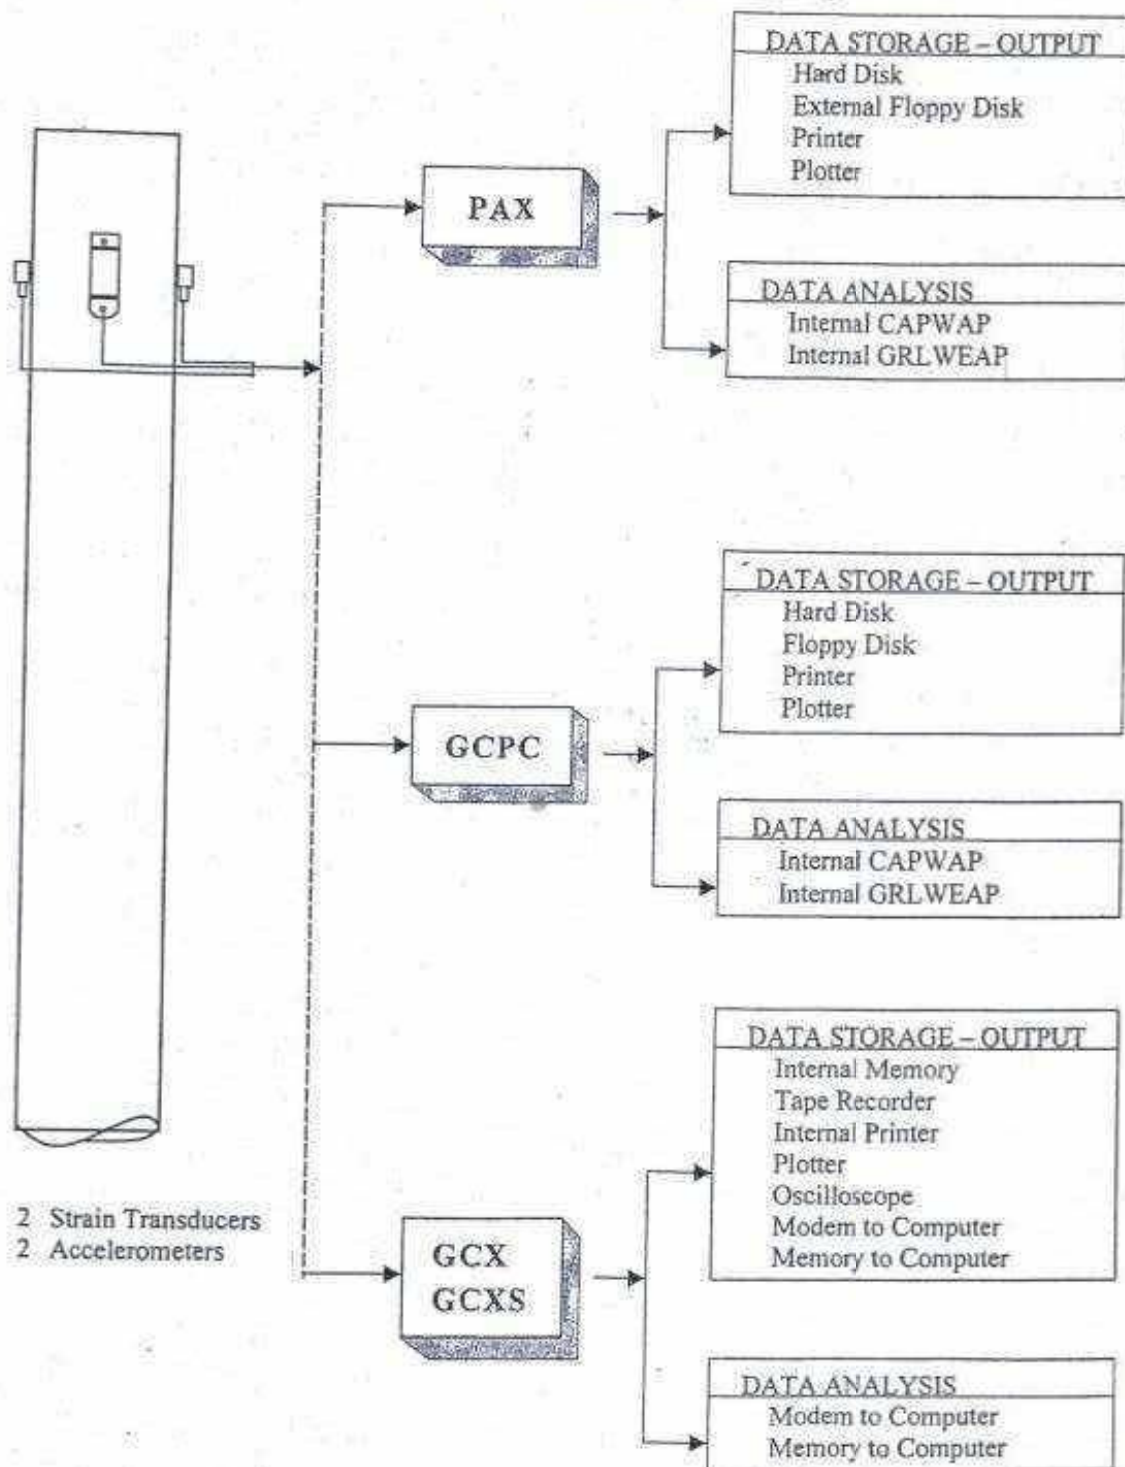 DATA STORAGE – OUTPUT
Hard Disk
External Floppy Disk
Printer
Plotter
PAX
DATA ANALYSIS
Internal CAPWAP
Internal GRLWEAP
DATA STORAGE – OUTPUT
Hard Disk
Floppy Disk
Printer
Plotter
GCPC
DATA ANALYSIS
Internal CAPWAP
Internal GRLWEAP
DATA STORAGE – OUTPUT
Internal Memory
Tape Recorder
Internal Printer
Plotter
Oscilloscope
Modem to Computer
Memory to Computer
2 Strain Transducers
2 Accelerometers
GCX
GCXS
DATA ANALYSIS
Modem to Computer
Memory to Computer